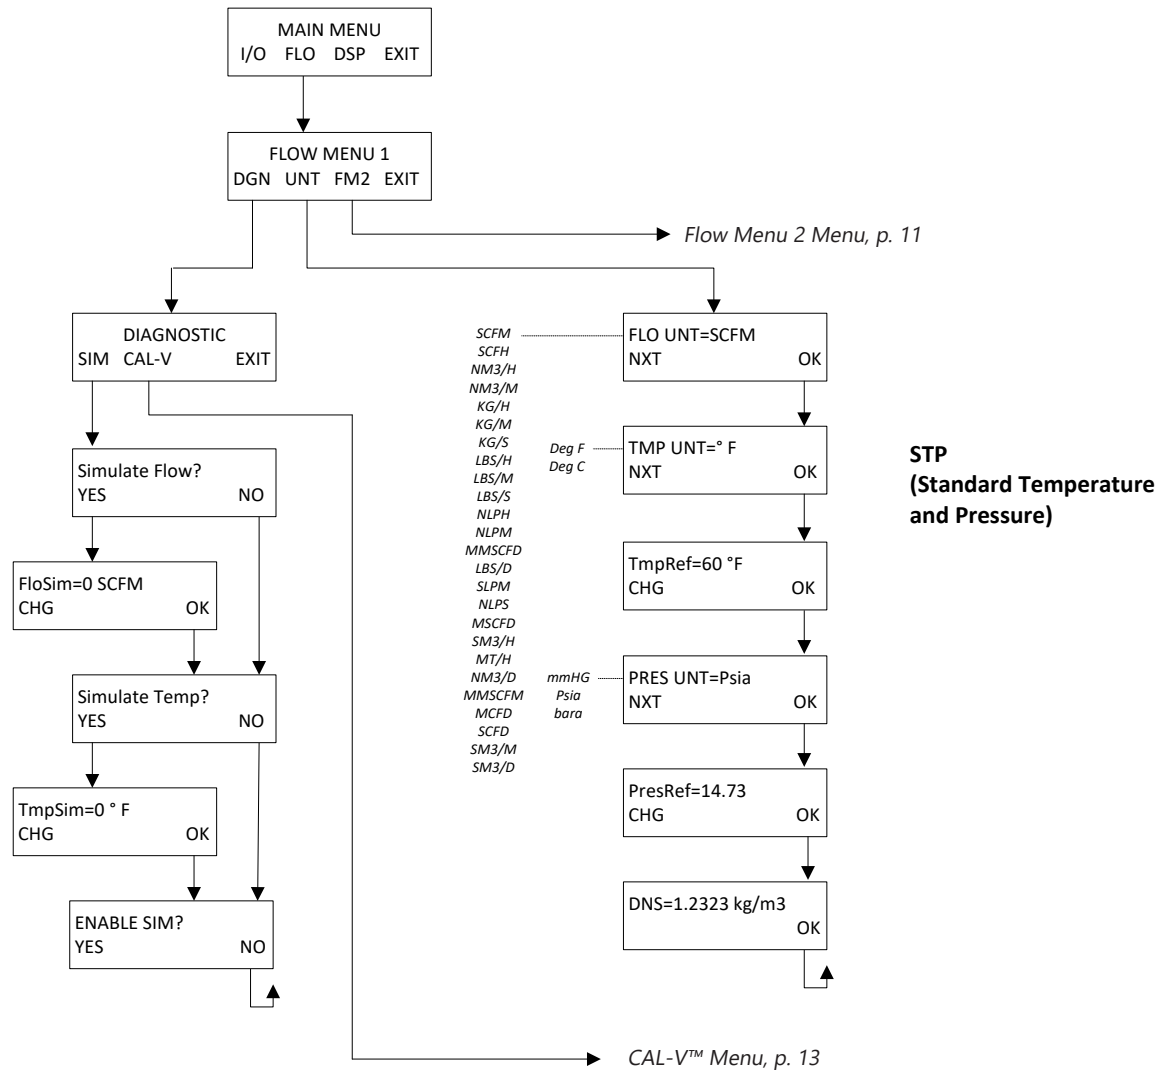 MAIN MENU
I/O FLO DSP EXIT
FLOW MENU 1
DGN UNT FM2 EXIT
Flow Menu 2 Menu, p. 11
DIAGNOSTIC
SIM CAL-V EXIT
Simulate Flow?
YES NO
FloSim=0 SCFM
CHG OK
Simulate Temp?
YES NO
TmpSim=0 ° F
CHG OK
ENABLE SIM?
YES NO
SCFM
SCFH
NM3/H
NM3/M
KG/H
KG/M
KG/S
LBS/H
LBS/M
LBS/S
NLPH
NLPM
MMSCFD
LBS/D
SLPM
NLPS
MSCFD
SM3/H
MT/H
NM3/D
MMSCFM
MCFD
SCFD
SM3/M
SM3/D
FLO UNT=SCFM
NXT OK
Deg F
Deg C
TMP UNT=° F
NXT OK
TmpRef=60 °F
CHG OK
mmHG
Psia
bara
PRES UNT=Psia
NXT OK
PresRef=14.73
CHG OK
DNS=1.2323 kg/m3
OK
STP
(Standard Temperature
and Pressure)
CAL-V™ Menu, p. 13